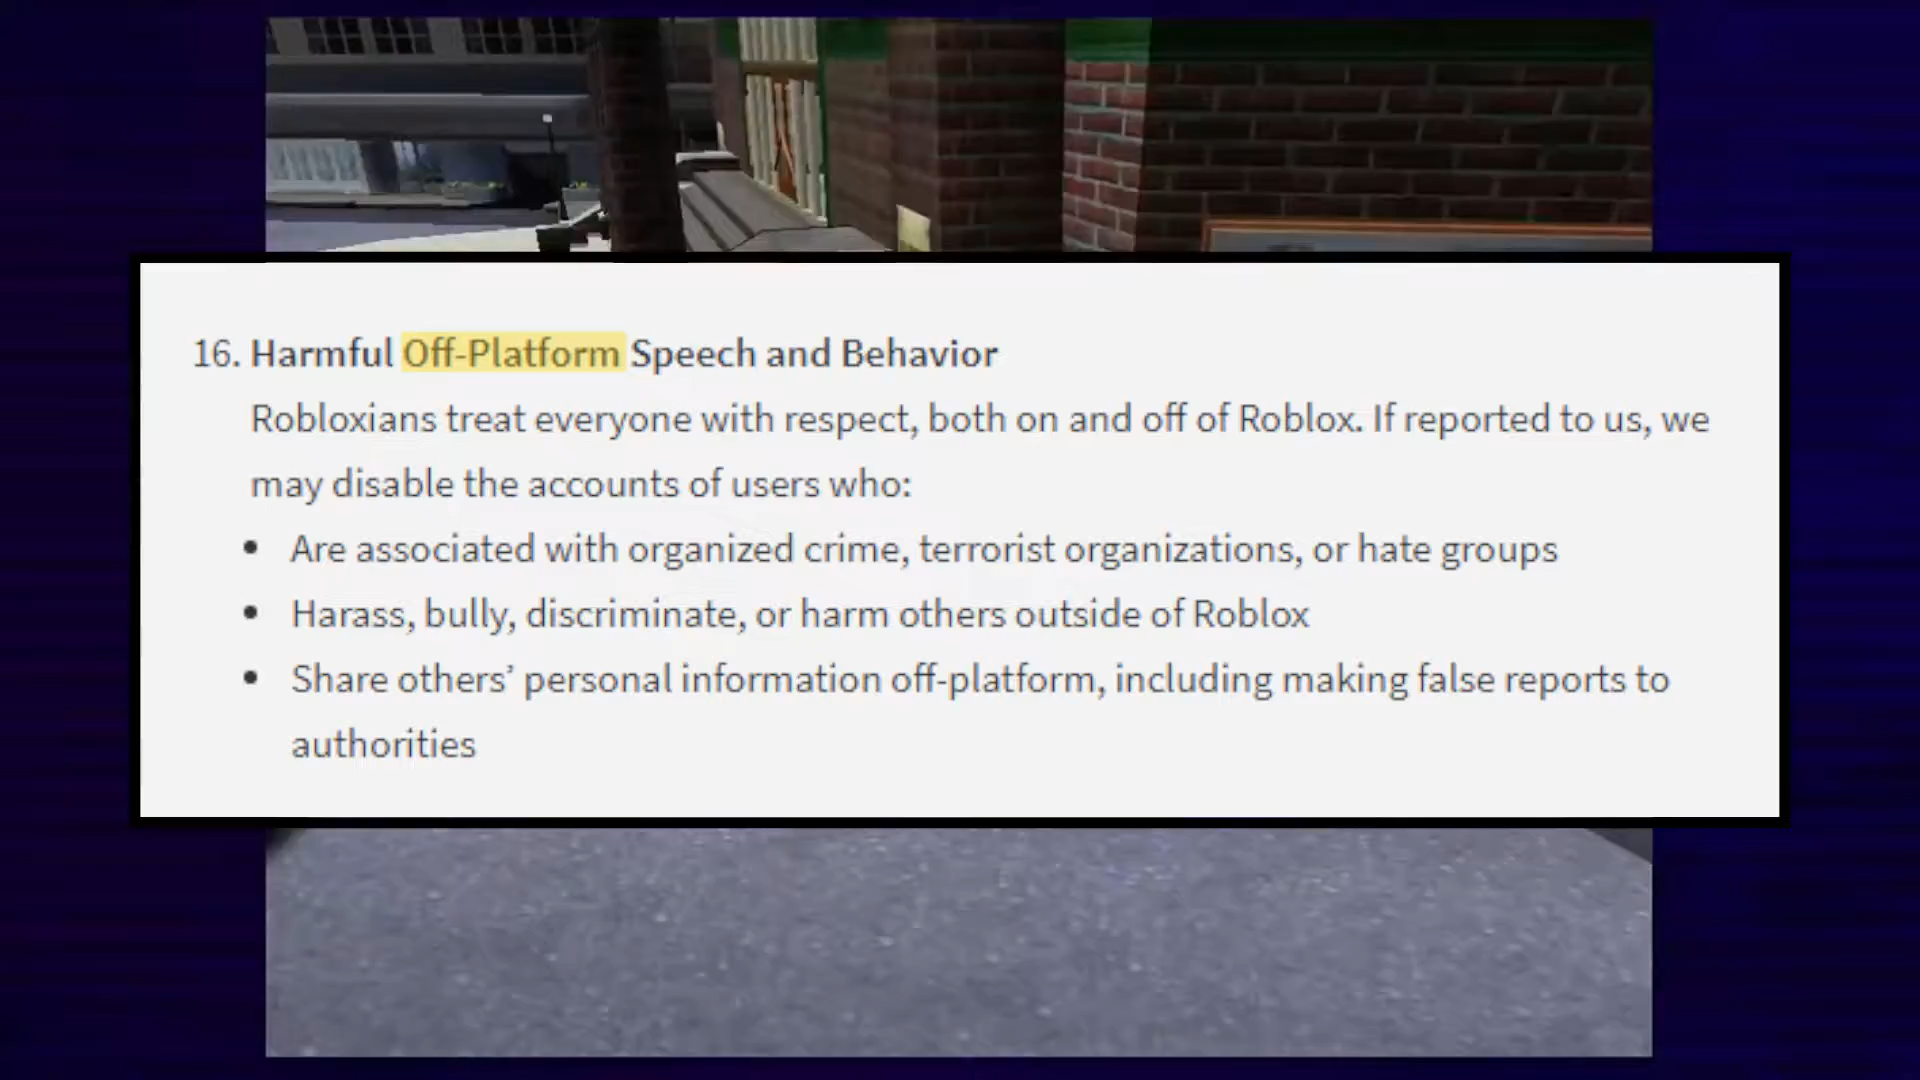 16. Harmful Off-Platform Speech and Behavior
Robloxians treat everyone with respect, both on and off of Roblox. If reported to us, we
may disable the accounts of users who:
• Are associated with organized crime, terrorist organizations, or hate groups
• Harass, bully, discriminate, or harm others outside of Roblox
• Share others’ personal information off-platform, including making false reports to
authorities